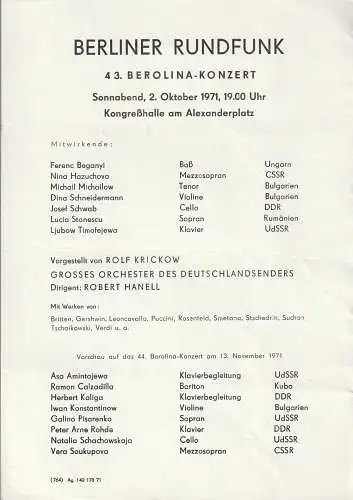 BERLINER RUNDFUNK
43. BEROLINA-KONZERT
Sonnabend, 2. Oktober 1971, 19.00 Uhr
Kongreßhalle am Alexanderplatz
Mitwirkende:
Ferenc Beganyi Baß Ungarn
Nina Hazuchova Mezzosopran CSSR
Michail Michailow Tenor Bulgarien
Dina Schneidermann Violine Bulgarien
Josef Schwab Cello DDR
Lucia Stanescu Sopran Rumänien
Ljubow Timofejewa Klavier UdSSR
Vorgestellt von ROLF KRICKOW
GROSSES ORCHESTER DES DEUTSCHLANDSENDERS
Dirigent: ROBERT HANELL
Mit Werken von:
Britten, Gershwin, Leoncavallo, Puccini, Rosenfeld, Smetana, Stschedrin, Suchon
Tschaikowski, Verdi u. a.
Vorschau auf das 44. Berolina-Konzert am 13. November 1971
Asa Amintajewa Klavierbegleitung UdSSR
Ramon Calzadilla Bariton Kuba
Herbert Kaliga Klavierbegleitung DDR
Iwan Konstantinow Violine Bulgarien
Galina Pisarenko Sopran UdSSR
Peter Arne Rohde Klavier DDR
Natalia Schachowskaja Cello UdSSR
Vera Soukupova Mezzosopran CSSR
(764) Ag. 142 170 71